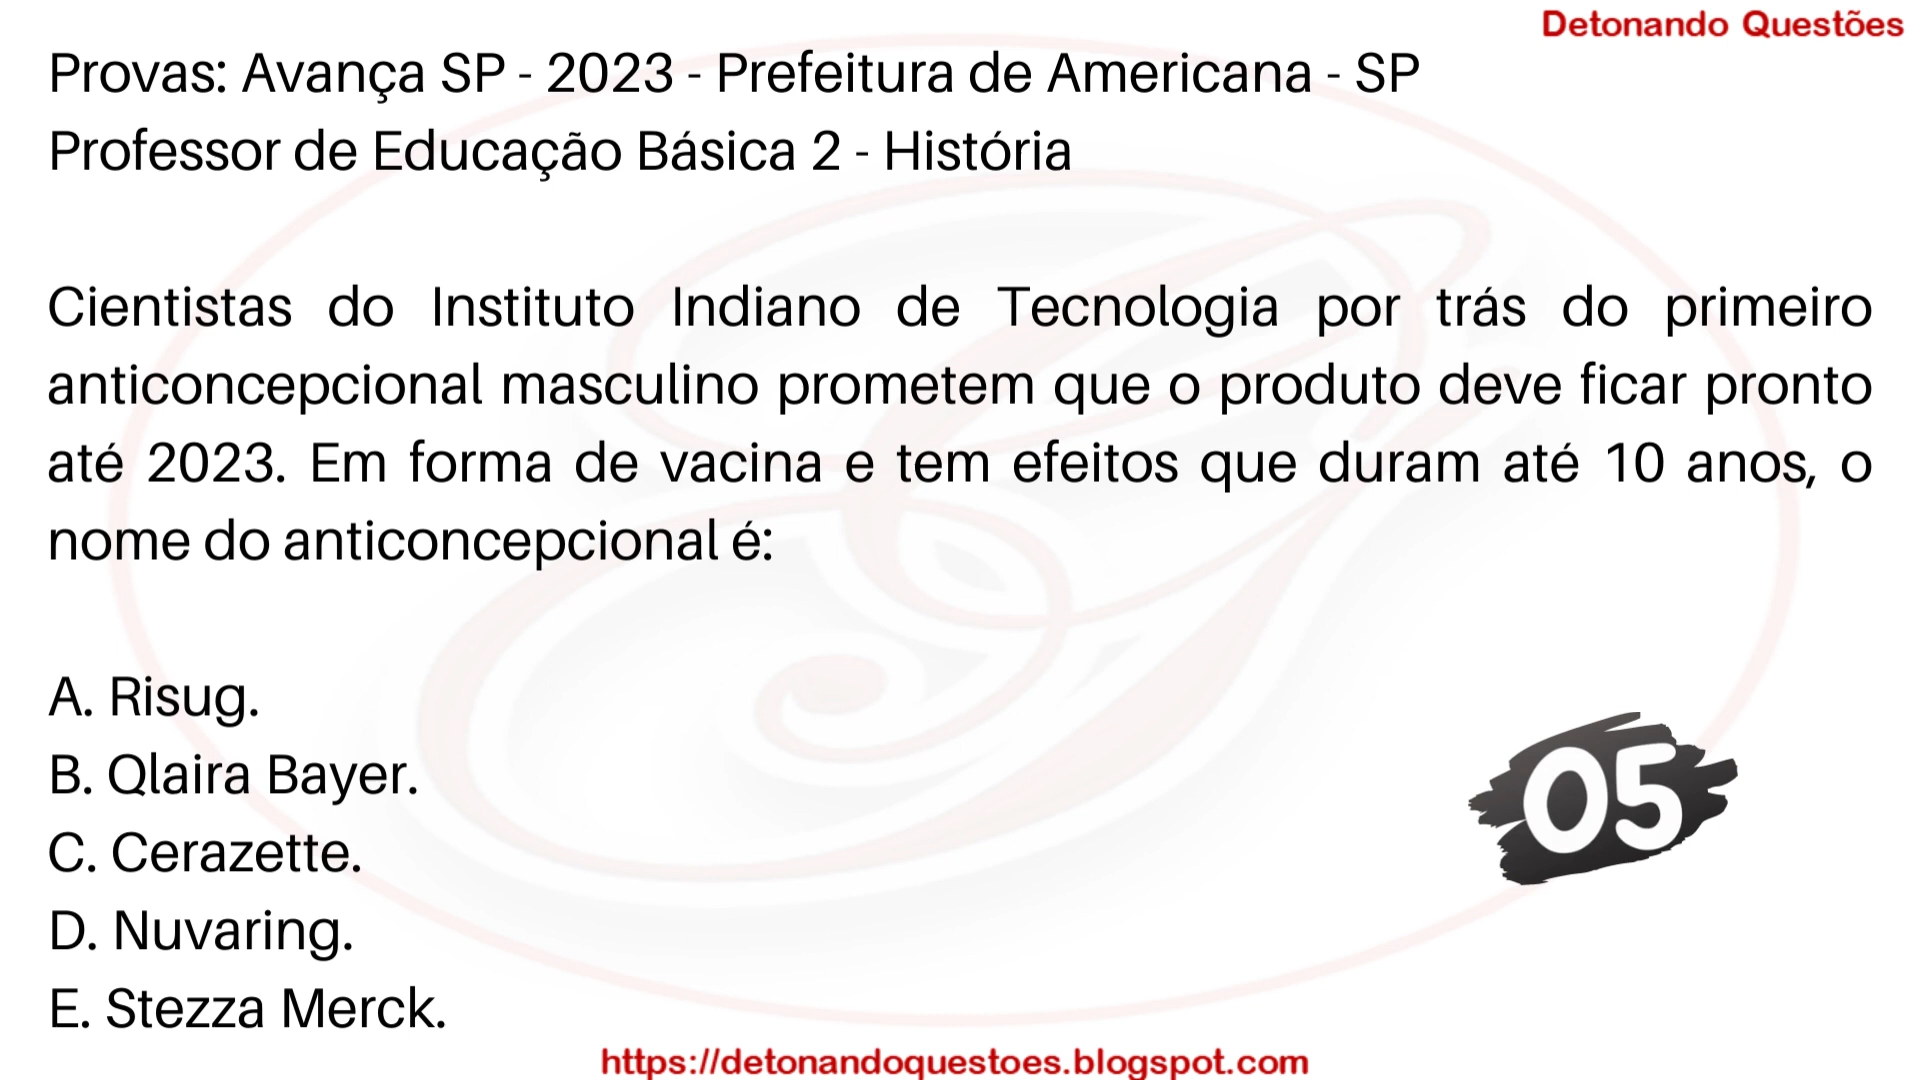 Detonando Questões
Provas: Avança SP - 2023 - Prefeitura de Americana - SP
Professor de Educação Básica 2 - História
Cientistas do Instituto Indiano de Tecnologia por trás do primeiro
anticoncepcional masculino prometem que o produto deve ficar pronto
até 2023. Em forma de vacina e tem efeitos que duram até 10 anos, o
nome do anticoncepcional é:
A. Risug.
B. Qlaira Bayer.
C. Cerazette.
D. Nuvaring.
E. Stezza Merck.
05
https://detonandoquestoes.blogspot.com